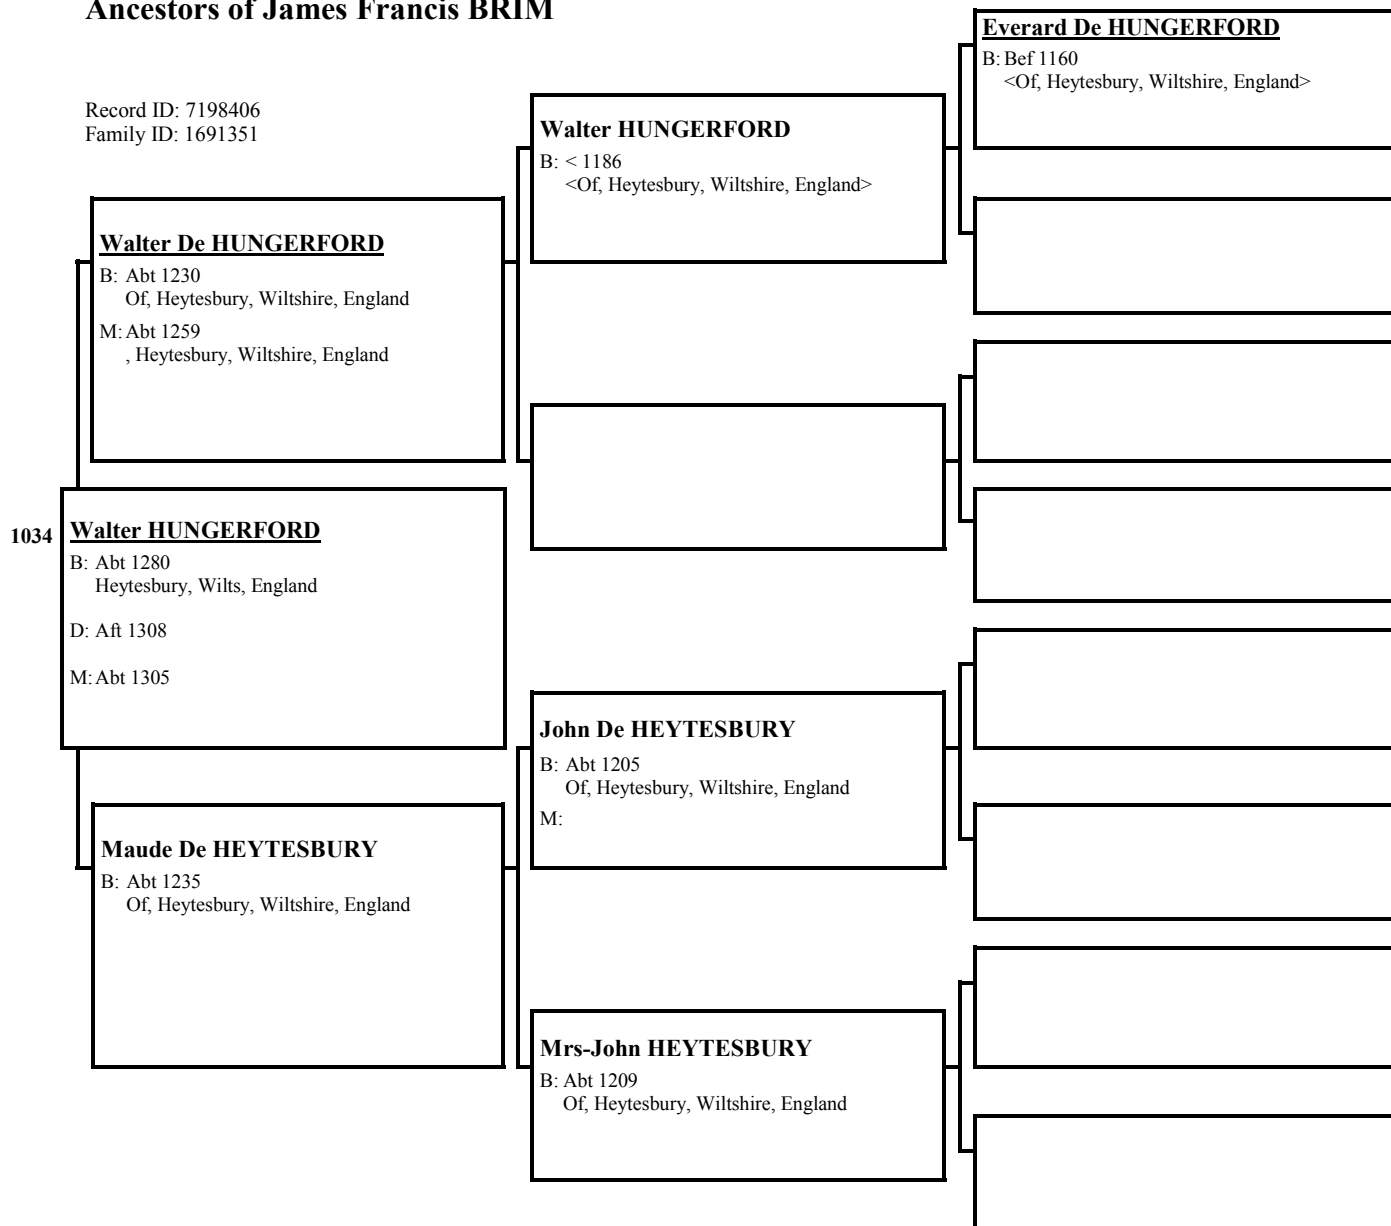 Ancestors of James Francis BRIM
Record ID: 7198406
Family ID: 1691351
Everard De HUNGERFORD
B: Bef 1160
<Of, Heytesbury, Wiltshire, England>
Walter HUNGERFORD
B: < 1186
<Of, Heytesbury, Wiltshire, England>
Walter De HUNGERFORD
B: Abt 1230
Of, Heytesbury, Wiltshire, England
M: Abt 1259
, Heytesbury, Wiltshire, England
1034
Walter HUNGERFORD
B: Abt 1280
Heytesbury, Wilts, England
D: Aft 1308
M: Abt 1305
John De HEYTESBURY
B: Abt 1205
Of, Heytesbury, Wiltshire, England
M:
Maude De HEYTESBURY
B: Abt 1235
Of, Heytesbury, Wiltshire, England
Mrs-John HEYTESBURY
B: Abt 1209
Of, Heytesbury, Wiltshire, England